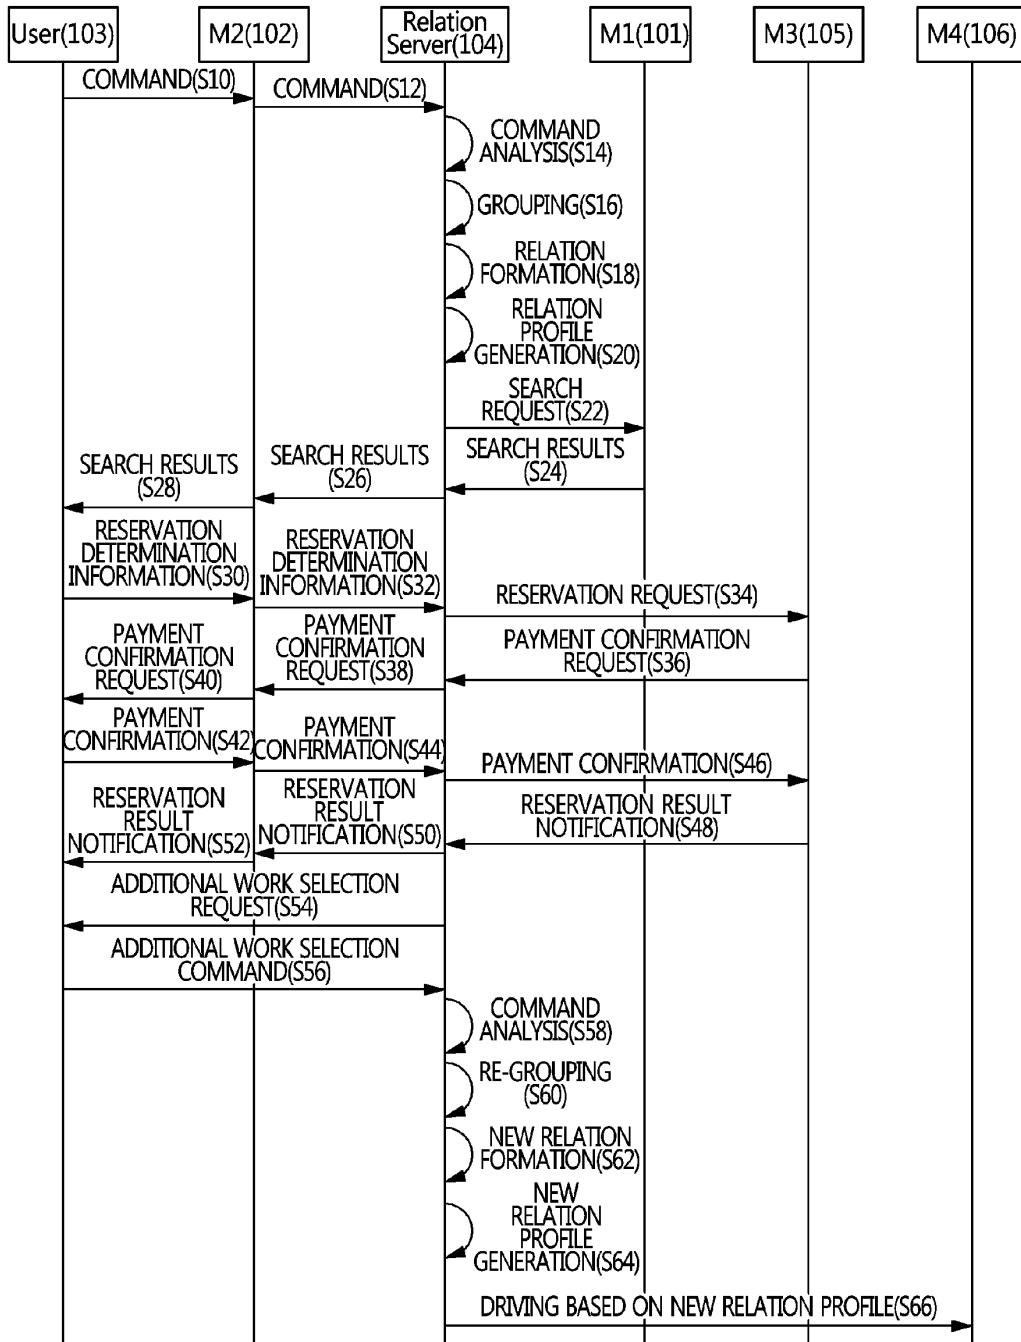 User(103)
M2(102)
Relation
Server(104)
M1(101)
M3(105)
M4(106)
COMMAND(S10)
COMMAND(S12)
COMMAND
ANALYSIS(S14)
GROUPING(S16)
RELATION
FORMATION(S18)
RELATION
PROFILE
GENERATION(S20)
SEARCH
REQUEST(S22)
SEARCH RESULTS
(S24)
SEARCH RESULTS
(S26)
SEARCH RESULTS
(S28)
RESERVATION
DETERMINATION
INFORMATION(S30)
RESERVATION
DETERMINATION
INFORMATION(S32)
RESERVATION REQUEST(S34)
PAYMENT CONFIRMATION
REQUEST(S36)
PAYMENT
CONFIRMATION
REQUEST(S38)
PAYMENT
CONFIRMATION
REQUEST(S40)
PAYMENT
CONFIRMATION(S42)
PAYMENT
CONFIRMATION(S44)
PAYMENT CONFIRMATION(S46)
RESERVATION RESULT
NOTIFICATION(S48)
RESERVATION
RESULT
NOTIFICATION(S50)
RESERVATION
RESULT
NOTIFICATION(S52)
ADDITIONAL WORK SELECTION
REQUEST(S54)
ADDITIONAL WORK SELECTION
COMMAND(S56)
COMMAND
ANALYSIS(S58)
RE-GROUPING
(S60)
NEW RELATION
FORMATION(S62)
NEW
RELATION
PROFILE
GENERATION(S64)
DRIVING BASED ON NEW RELATION PROFILE(S66)